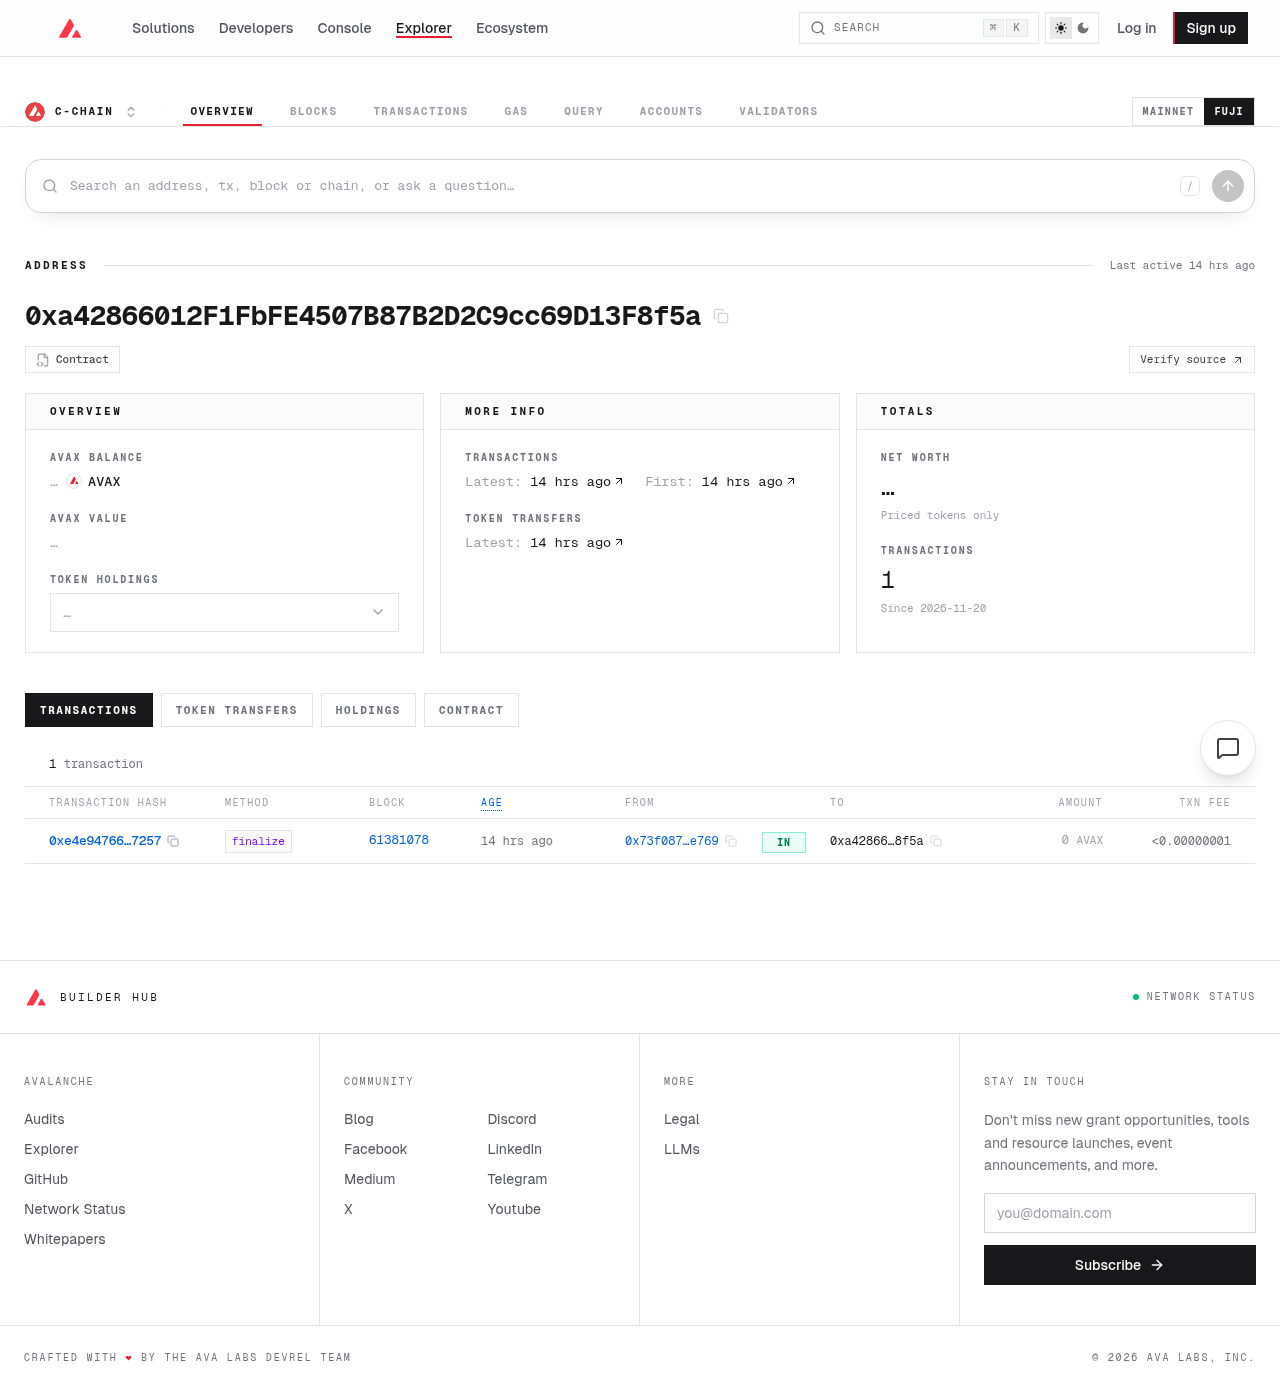 Solutions Developers Console Explorer Ecosystem SEARCH ⌘ K Log in Sign up
C-CHAIN OVERVIEW BLOCKS TRANSACTIONS GAS QUERY ACCOUNTS VALIDATORS MAINNET FUJI
Search an address, tx, block or chain, or ask a question… /
ADDRESS Last active 14 hrs ago
0xa42866012F1FbFE4507B87B2D2C9cc69D13F8f5a
Contract Verify source
OVERVIEW
AVAX BALANCE
… AVAX
AVAX VALUE
…
TOKEN HOLDINGS
…
MORE INFO
TRANSACTIONS
Latest: 14 hrs ago First: 14 hrs ago
TOKEN TRANSFERS
Latest: 14 hrs ago
TOTALS
NET WORTH
…
Priced tokens only
TRANSACTIONS
1
Since 2026-11-20
TRANSACTIONS TOKEN TRANSFERS HOLDINGS CONTRACT
1 transaction
TRANSACTION HASH METHOD BLOCK AGE FROM TO AMOUNT TXN FEE
0xe4e94766…7257 finalize 61381078 14 hrs ago 0x73f087…e769 IN 0xa42866…8f5a 0 AVAX <0.00000001
BUILDER HUB NETWORK STATUS
AVALANCHE
Audits
Explorer
GitHub
Network Status
Whitepapers
COMMUNITY
Blog Discord
Facebook LinkedIn
Medium Telegram
X Youtube
MORE
Legal
LLMs
STAY IN TOUCH
Don't miss new grant opportunities, tools
and resource launches, event
announcements, and more.
you@domain.com
Subscribe
CRAFTED WITH ❤ BY THE AVA LABS DEVREL TEAM © 2026 AVA LABS, INC.